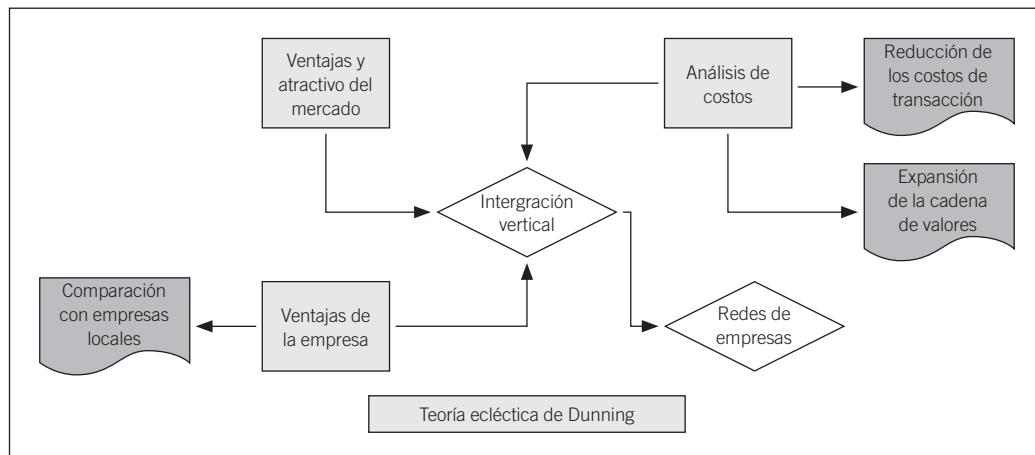 Ventajas y
atractivo del
mercado
Análisis de
costos
Reducción de
los costos de
transacción
Expansión
de la cadena
de valores
Intergración
vertical
Comparación
con empresas
locales
Ventajas de
la empresa
Redes de
empresas
Teoría ecléctica de Dunning